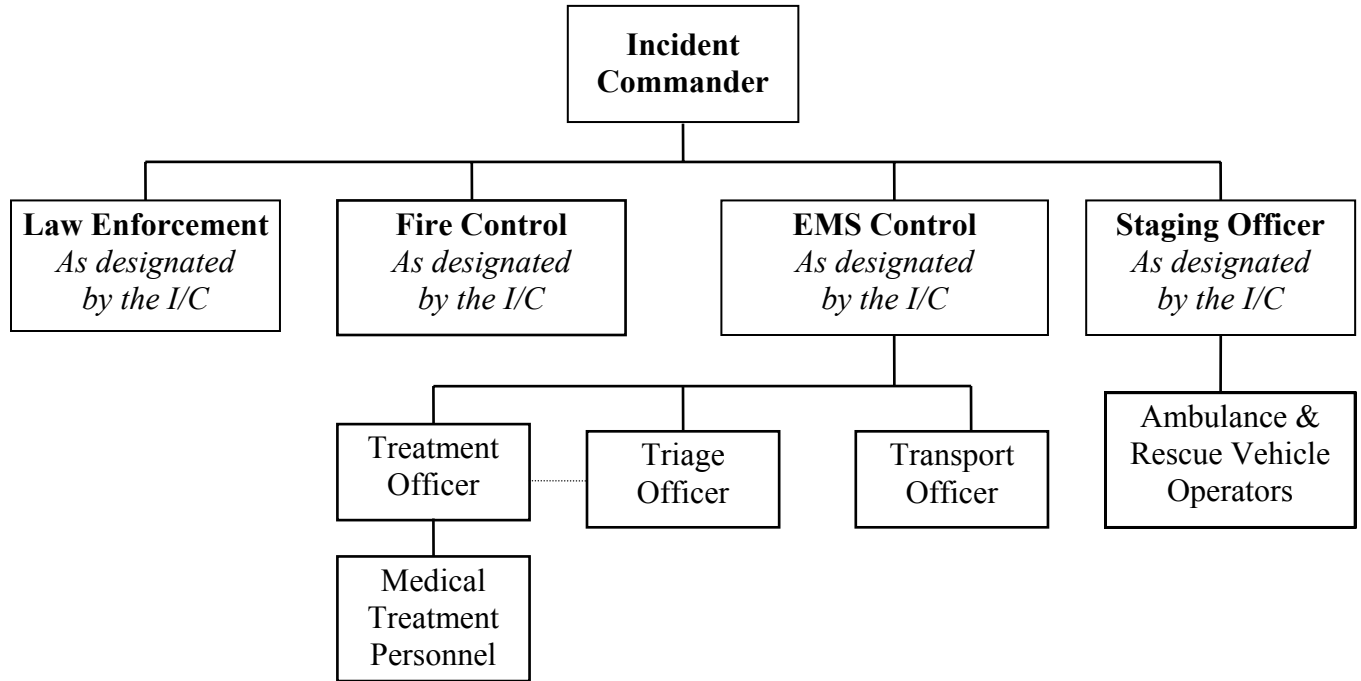 Incident
Commander
Law Enforcement
As designated
by the I/C
Fire Control
As designated
by the I/C
EMS Control
As designated
by the I/C
Staging Officer
As designated
by the I/C
Treatment
Officer
Triage
Officer
Transport
Officer
Ambulance &
Rescue Vehicle
Operators
Medical
Treatment
Personnel